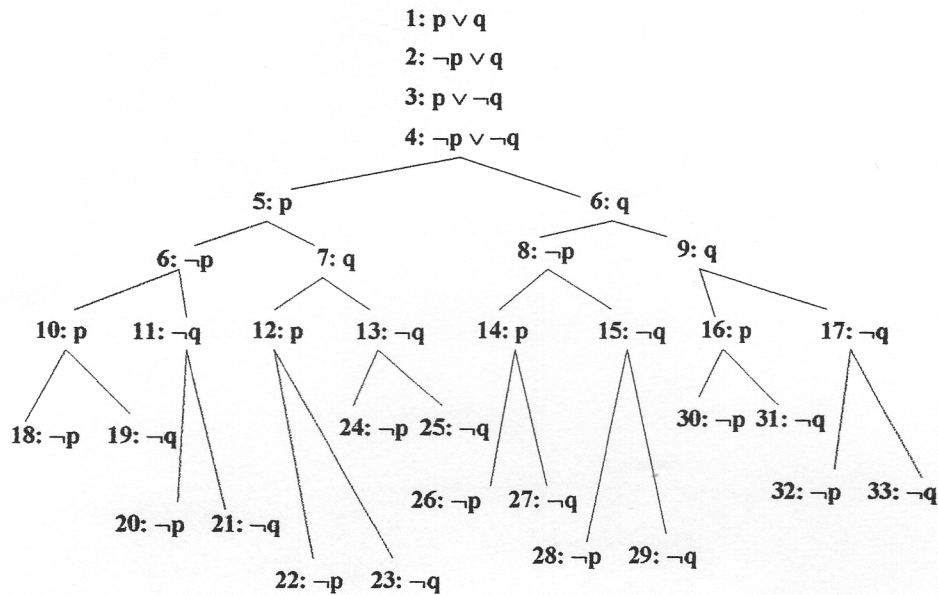 1: p ∨ q
2: ¬p ∨ q
3: p ∨ ¬q
4: ¬p ∨ ¬q
5: p 6: q
6: ¬p 7: q 8: ¬p 9: q
10: p 11: ¬q 12: p 13: ¬q 14: p 15: ¬q 16: p 17: ¬q
18: ¬p 19: ¬q 24: ¬p 25: ¬q 30: ¬p 31: ¬q
26: ¬p 27: ¬q 32: ¬p 33: ¬q
20: ¬p 21: ¬q
28: ¬p 29: ¬q
22: ¬p 23: ¬q